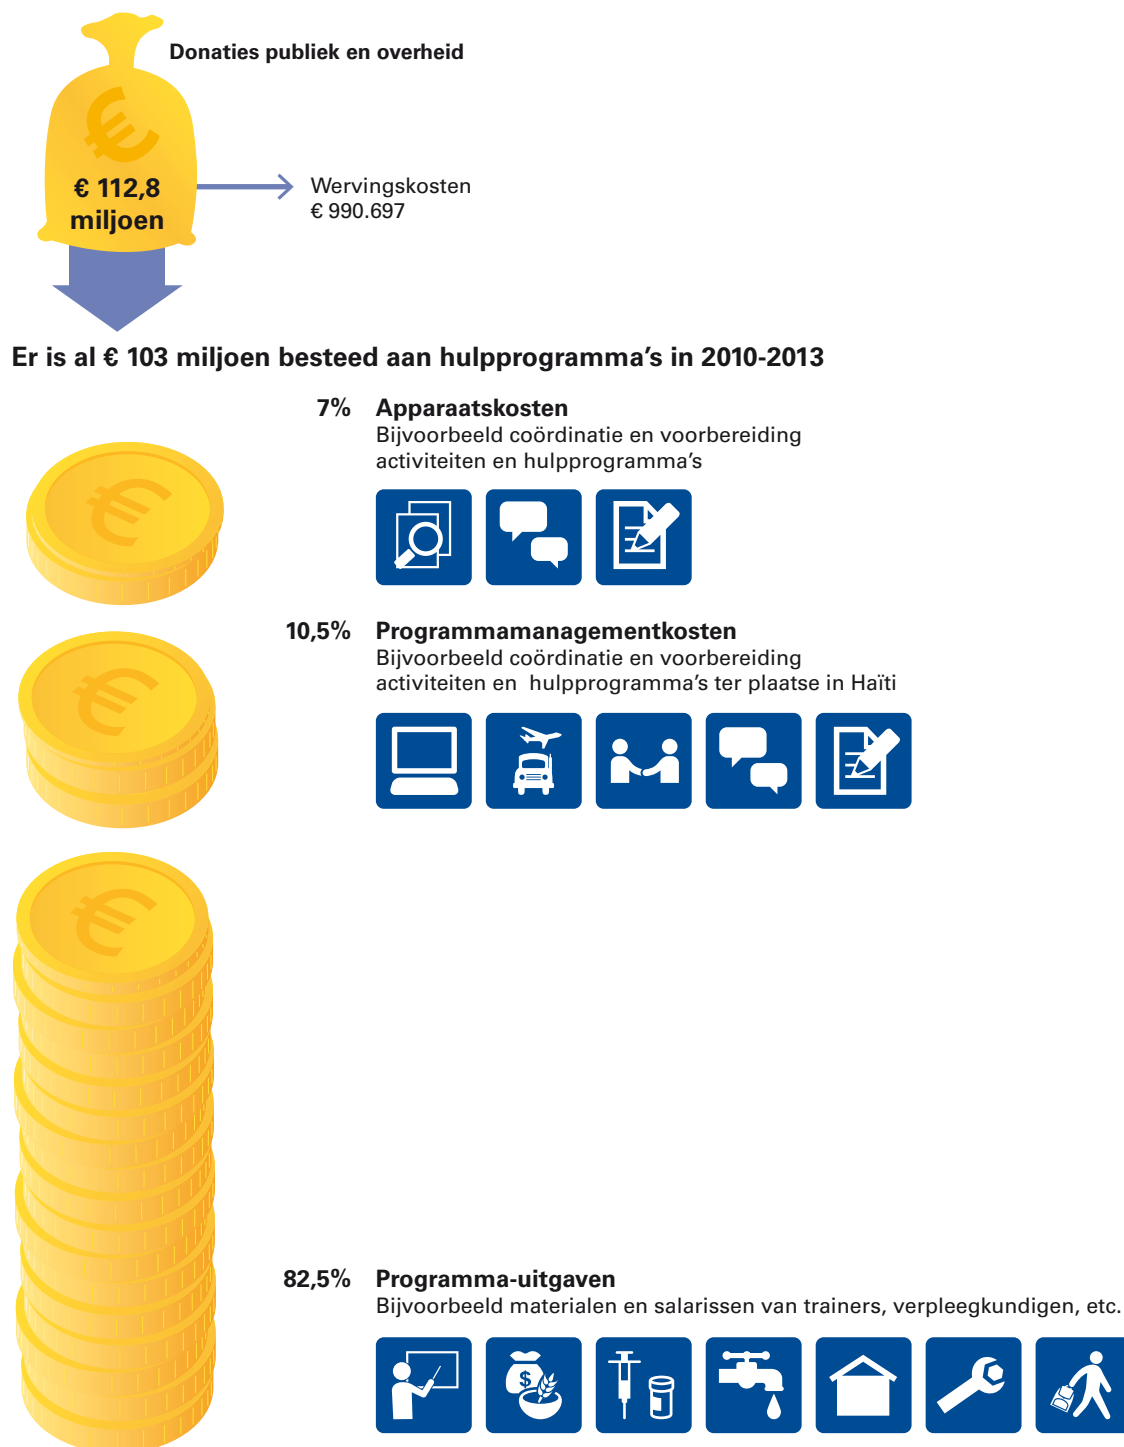 Donaties publiek en overheid
€ 112,8
miljoen
Wervingskosten
€ 990.697
Er is al € 103 miljoen besteed aan hulpprogramma’s in 2010-2013
7% Apparaatskosten
Bijvoorbeeld coördinatie en voorbereiding
activiteiten en hulpprogramma’s
10,5% Programmamanagementkosten
Bijvoorbeeld coördinatie en voorbereiding
activiteiten en hulpprogramma’s ter plaatse in Haïti
82,5% Programma-uitgaven
Bijvoorbeeld materialen en salarissen van trainers, verpleegkundigen, etc.